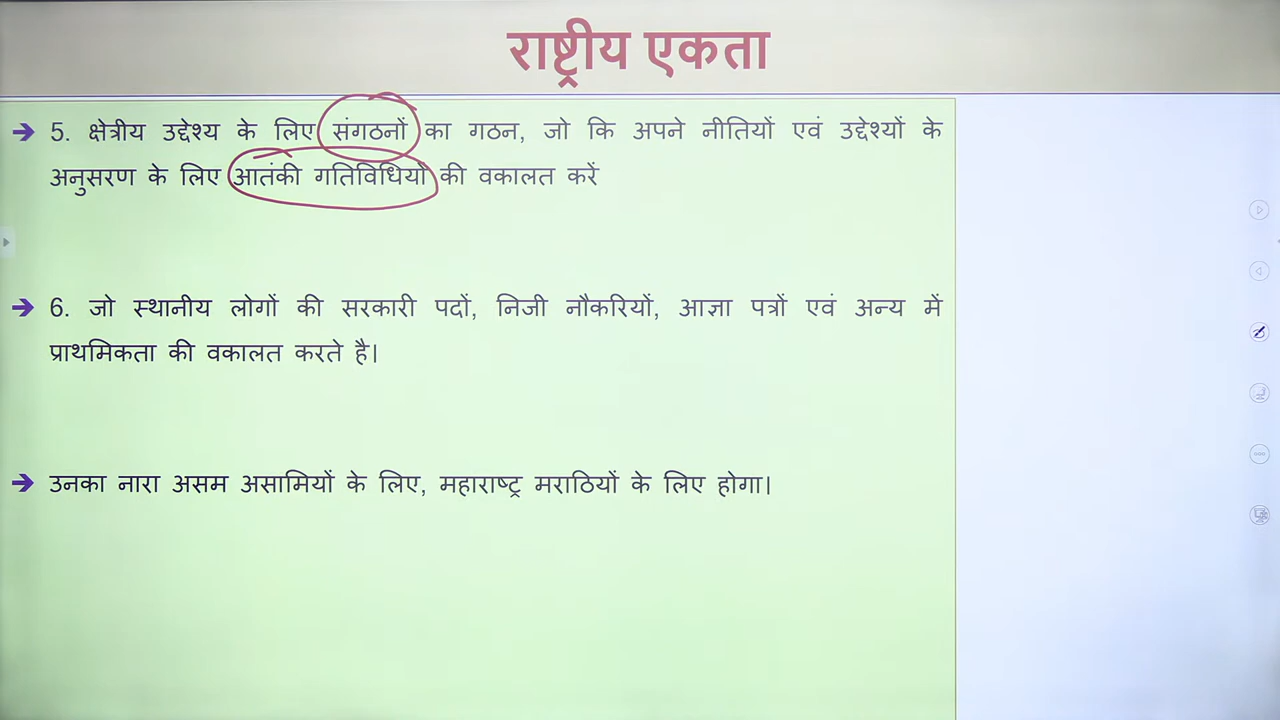 राष्ट्रीय एकता
➔ 5. क्षेत्रीय उद्देश्य के लिए संगठनों का गठन, जो कि अपने नीतियों एवं उद्देश्यों के
अनुसरण के लिए आतंकी गतिविधियों की वकालत करें
➔ 6. जो स्थानीय लोगों की सरकारी पदों, निजी नौकरियों, आज्ञा पत्रों एवं अन्य में
प्राथमिकता की वकालत करते है।
➔ उनका नारा असम असामियों के लिए, महाराष्ट्र मराठियों के लिए होगा।